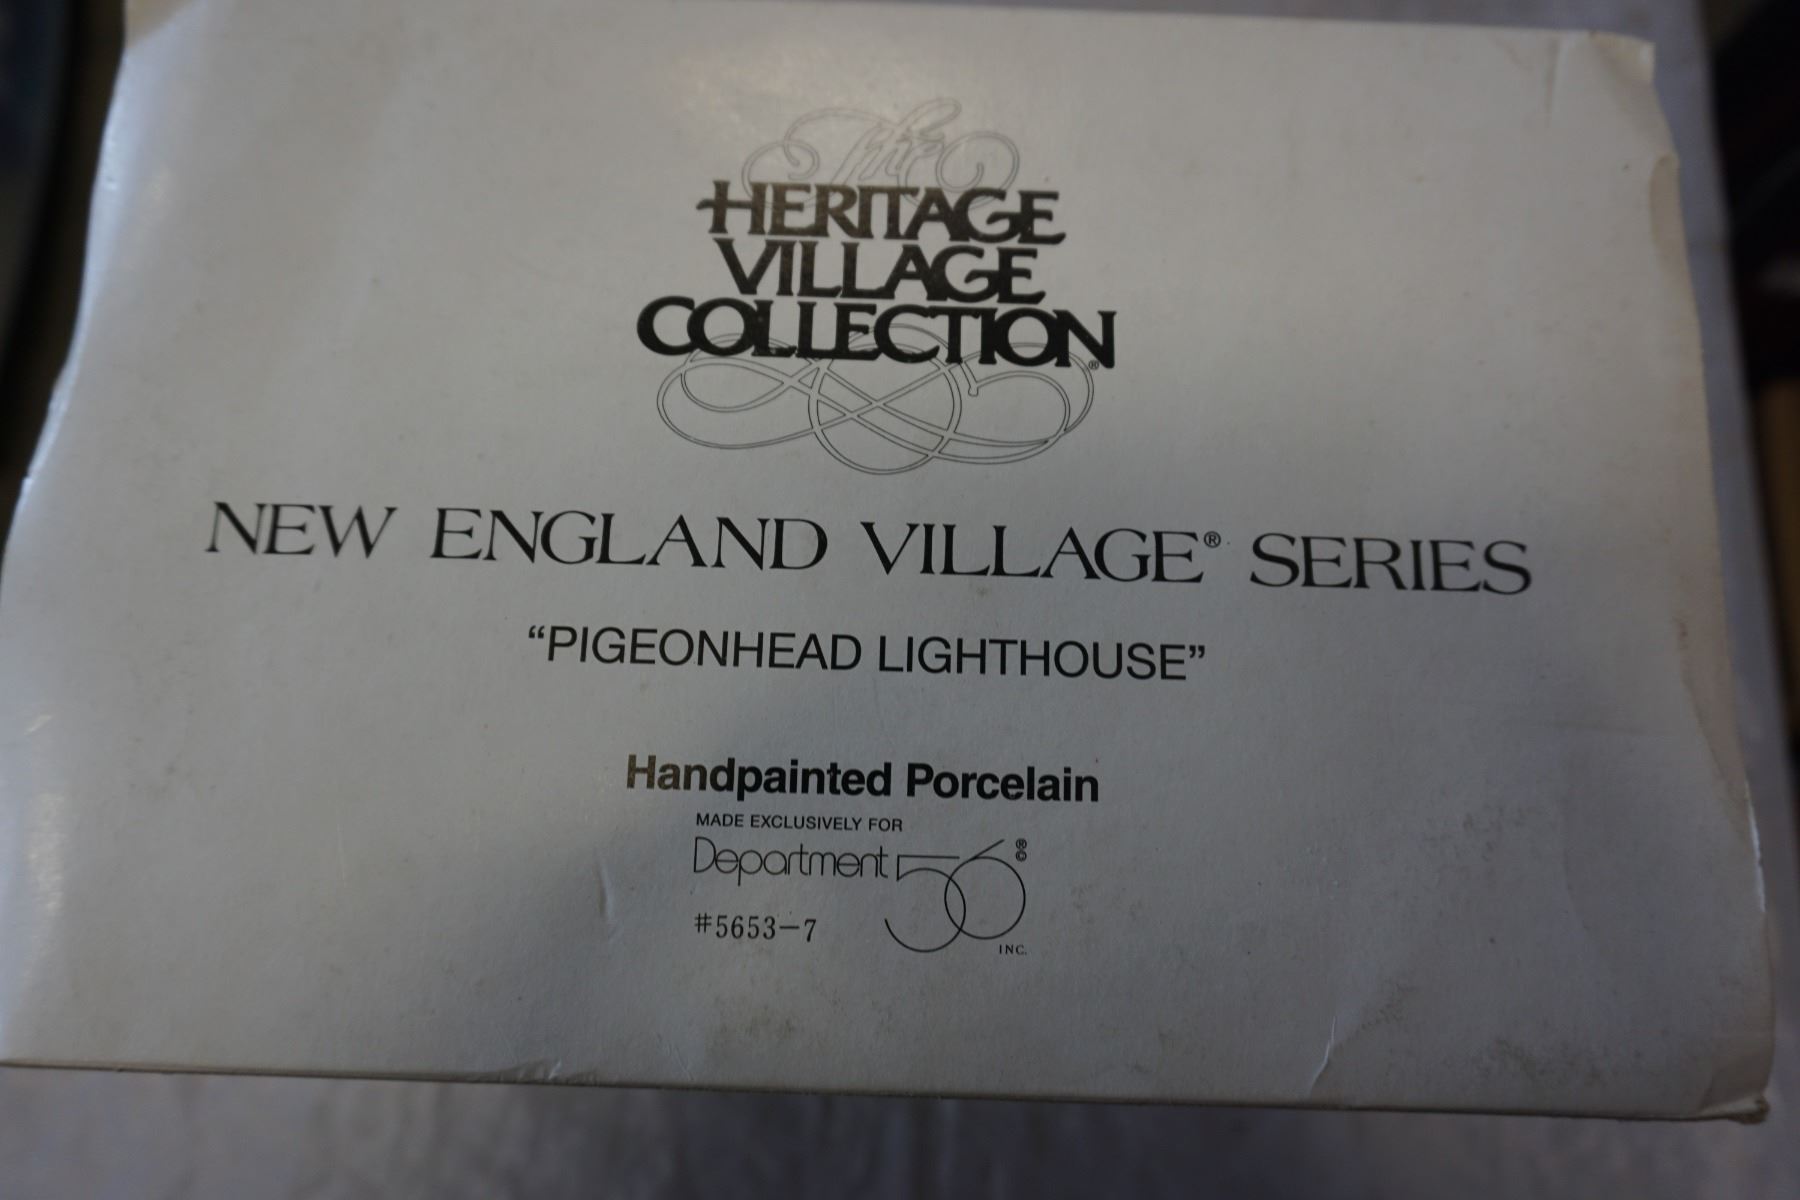 The
HERITAGE
VILLAGE
COLLECTION®
NEW ENGLAND VILLAGE® SERIES
“PIGEONHEAD LIGHTHOUSE”
Handpainted Porcelain
MADE EXCLUSIVELY FOR
Department 56 ®©
#5653-7
INC.